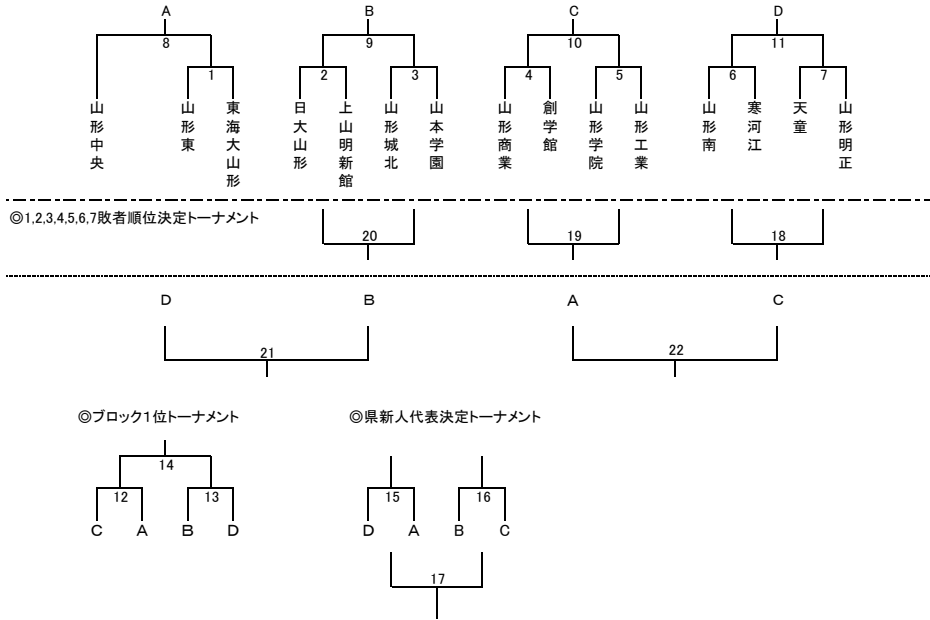 A B C D
8 9 10 11
1 2 3 4 5 6 7
山形中央
山形東
東海大山形
日大山形
上山明新館
山形城北
山本学園
山形商業
創学館
山形学院
山形工業
山形南
寒河江
天童
山形明正
◎1,2,3,4,5,6,7敗者順位決定トーナメント
20 19 18
D B A C
21 22
◎ブロック1位トーナメント
14
12 13
C A B D
◎県新人代表決定トーナメント
15 16
D A B C
17